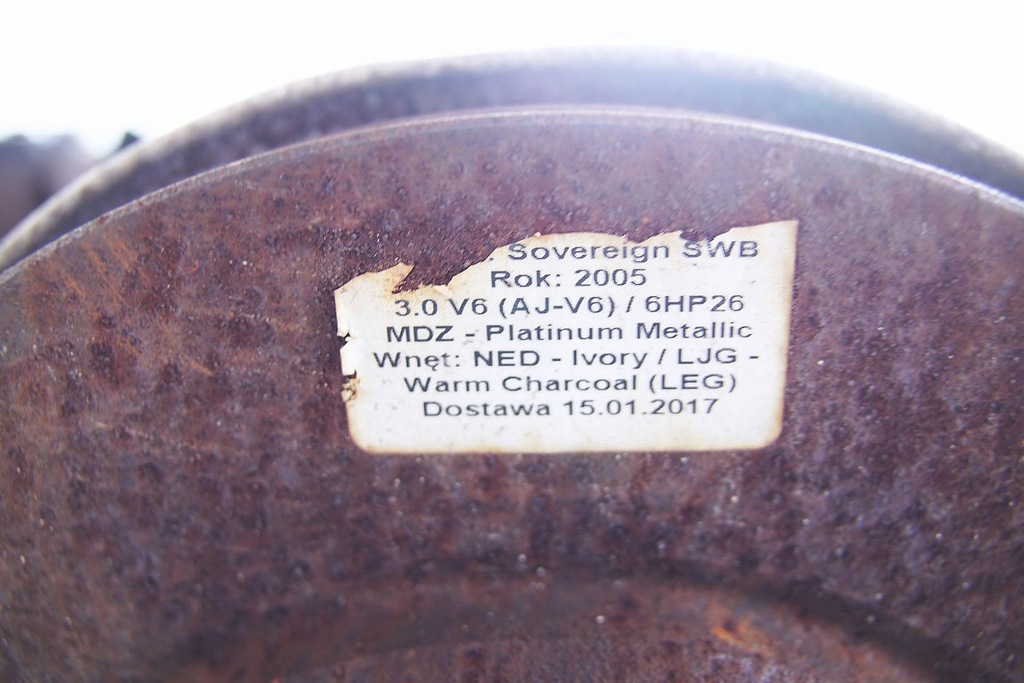 Sovereign SWB
Rok: 2005
3.0 V6 (AJ-V6) / 6HP26
MDZ - Platinum Metallic
Wnęt: NED - Ivory / LJG -
Warm Charcoal (LEG)
Dostawa 15.01.2017